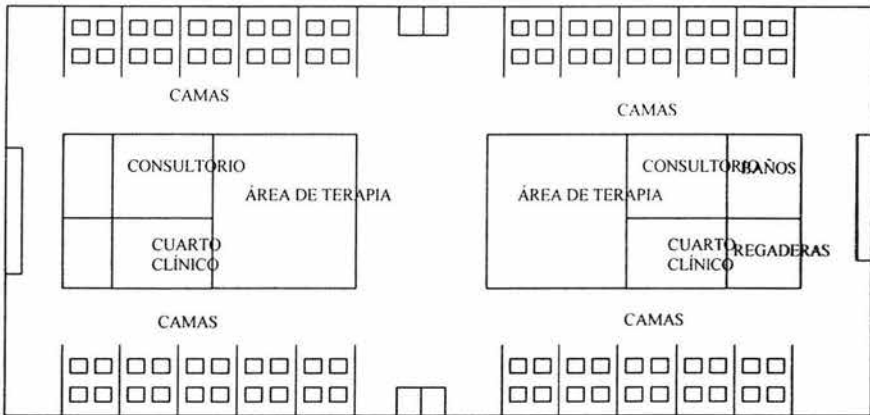 CAMAS
CAMAS
CONSULTORIO
ÁREA DE TERAPIA
CUARTO
CLÍNICO
CONSULTORIO
BAÑOS
ÁREA DE TERAPIA
CUARTO
CLÍNICO
REGADERAS
CAMAS
CAMAS